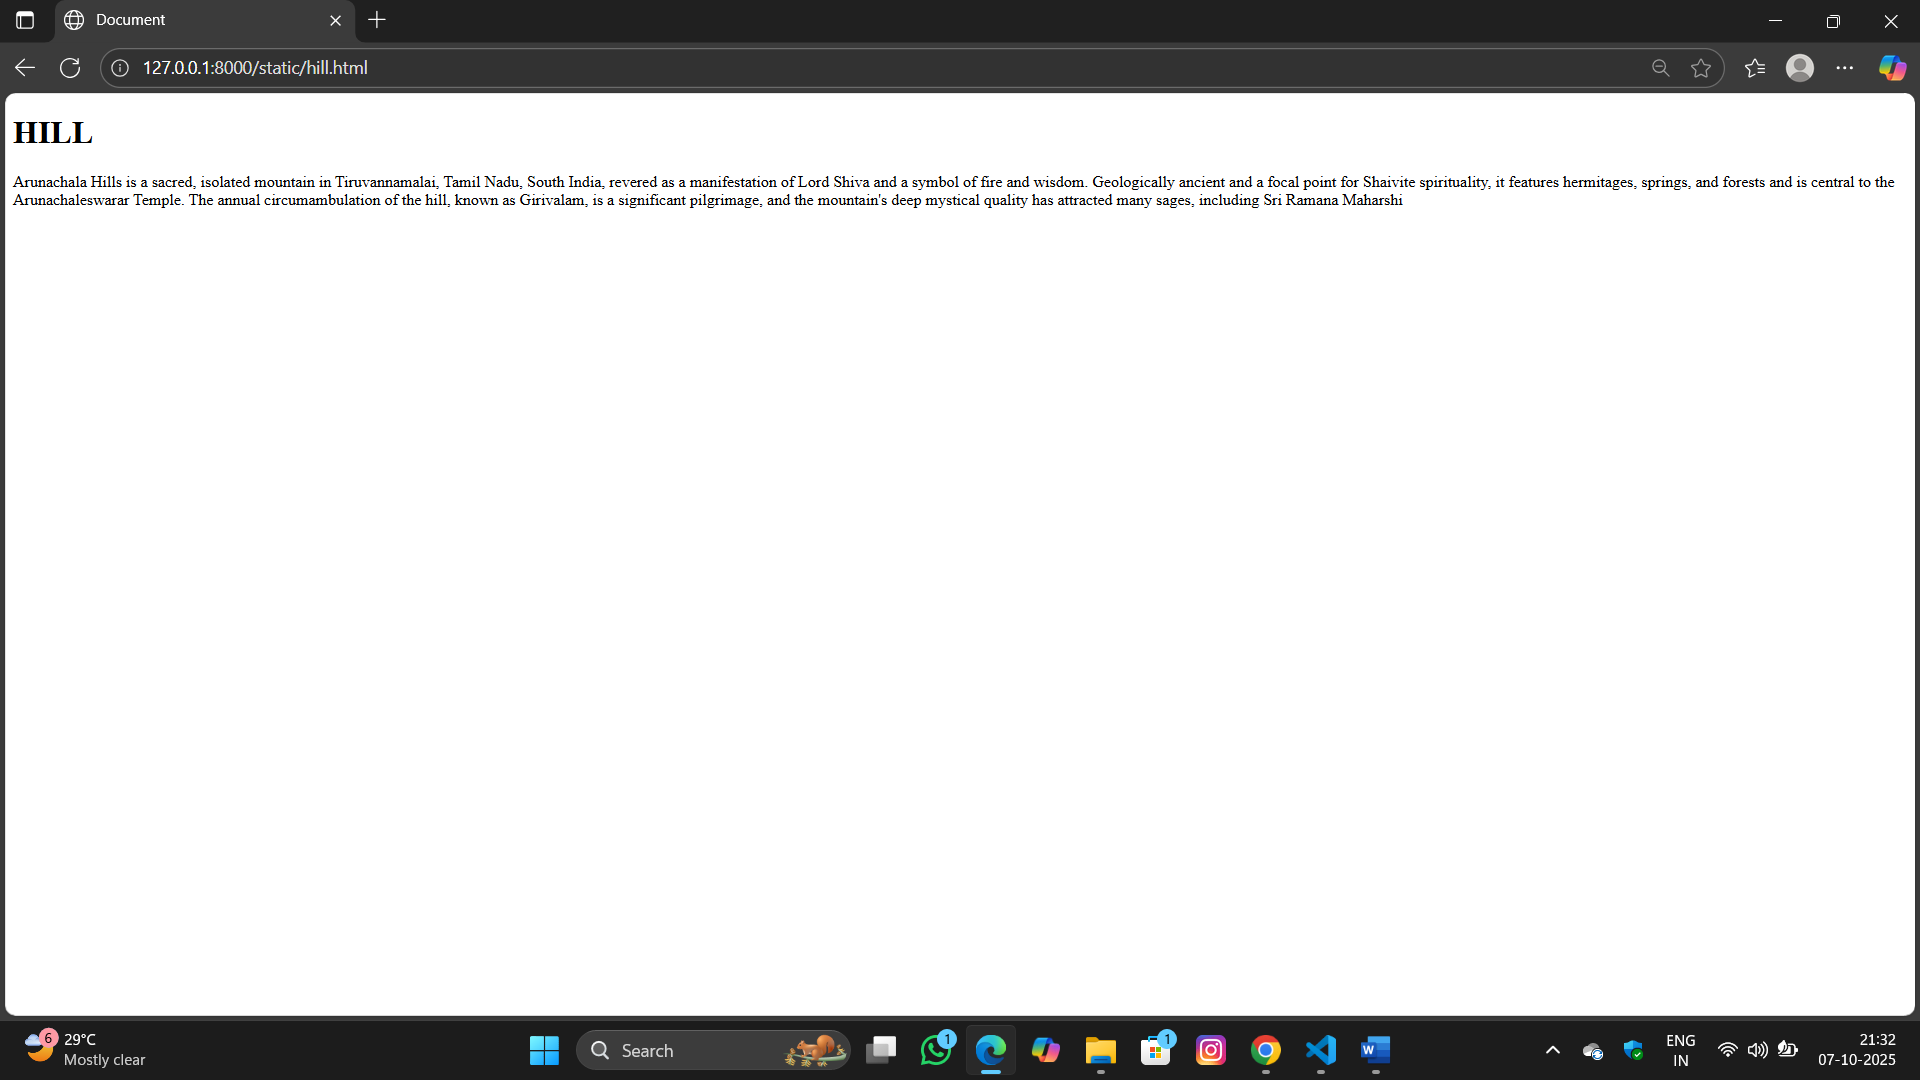 Document
127.0.0.1:8000/static/hill.html
HILL
Arunachala Hills is a sacred, isolated mountain in Tiruvannamalai, Tamil Nadu, South India, revered as a manifestation of Lord Shiva and a symbol of fire and wisdom. Geologically ancient and a focal point for Shaivite spirituality, it features hermitages, springs, and forests and is central to the
Arunachaleswarar Temple. The annual circumambulation of the hill, known as Girivalam, is a significant pilgrimage, and the mountain's deep mystical quality has attracted many sages, including Sri Ramana Maharshi
6
29°C
Mostly clear
Search
1
1
W
ENG
IN
21:32
07-10-2025